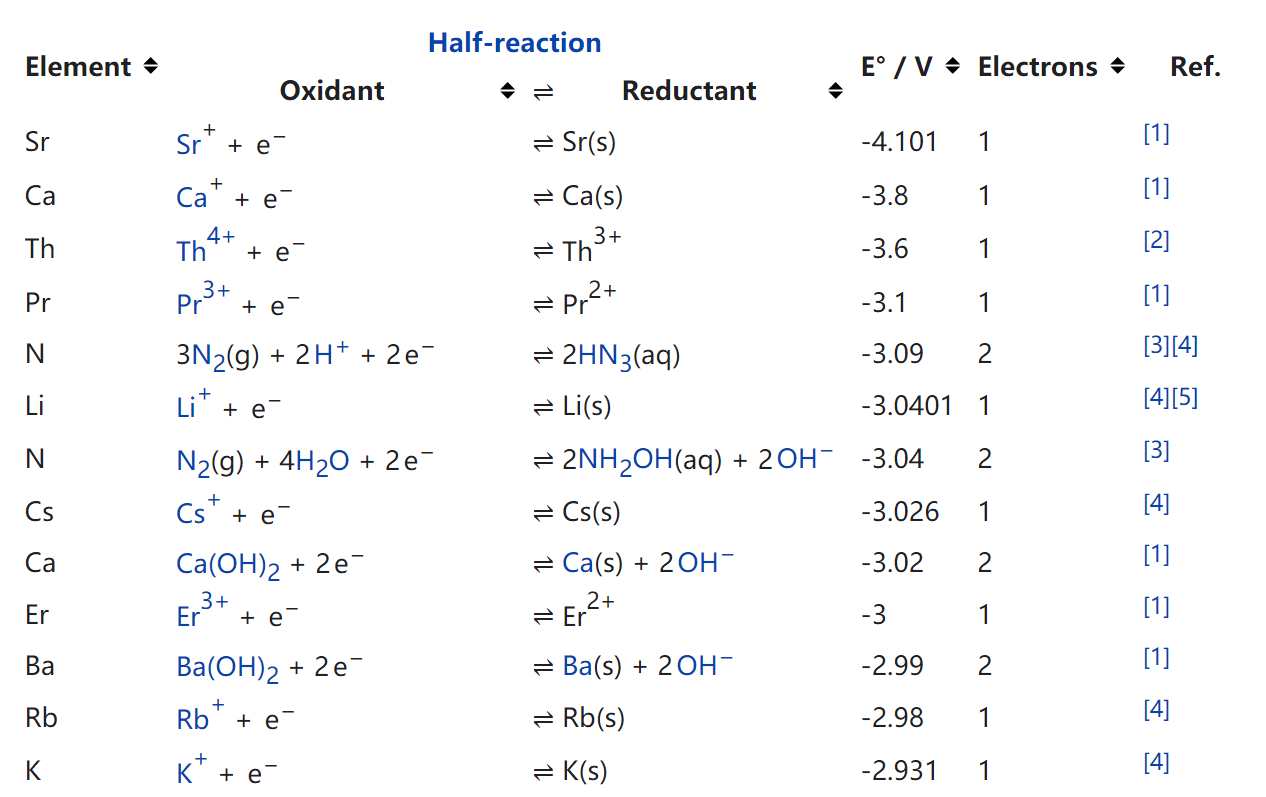 Half-reaction
Element E° / V Electrons Ref.
Oxidant ⇌ Reductant
Sr Sr⁺ + e⁻ ⇌ Sr(s) -4.101 1 [1]
Ca Ca⁺ + e⁻ ⇌ Ca(s) -3.8 1 [1]
Th Th⁴⁺ + e⁻ ⇌ Th³⁺ -3.6 1 [2]
Pr Pr³⁺ + e⁻ ⇌ Pr²⁺ -3.1 1 [1]
N 3N₂(g) + 2H⁺ + 2e⁻ ⇌ 2HN₃(aq) -3.09 2 [3][4]
Li Li⁺ + e⁻ ⇌ Li(s) -3.0401 1 [4][5]
N N₂(g) + 4H₂O + 2e⁻ ⇌ 2NH₂OH(aq) + 2OH⁻ -3.04 2 [3]
Cs Cs⁺ + e⁻ ⇌ Cs(s) -3.026 1 [4]
Ca Ca(OH)₂ + 2e⁻ ⇌ Ca(s) + 2OH⁻ -3.02 2 [1]
Er Er³⁺ + e⁻ ⇌ Er²⁺ -3 1 [1]
Ba Ba(OH)₂ + 2e⁻ ⇌ Ba(s) + 2OH⁻ -2.99 2 [1]
Rb Rb⁺ + e⁻ ⇌ Rb(s) -2.98 1 [4]
K K⁺ + e⁻ ⇌ K(s) -2.931 1 [4]